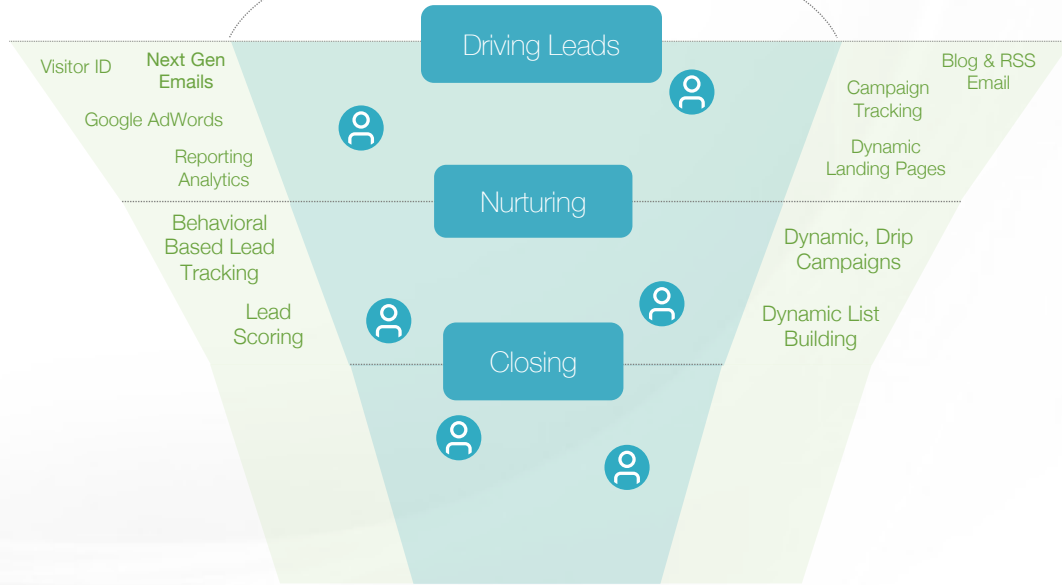 Driving Leads
Visitor ID
Next Gen
Emails
Google AdWords
Reporting
Analytics
Blog & RSS
Email
Campaign
Tracking
Dynamic
Landing Pages
Nurturing
Behavioral
Based Lead
Tracking
Lead
Scoring
Dynamic, Drip
Campaigns
Dynamic List
Building
Closing